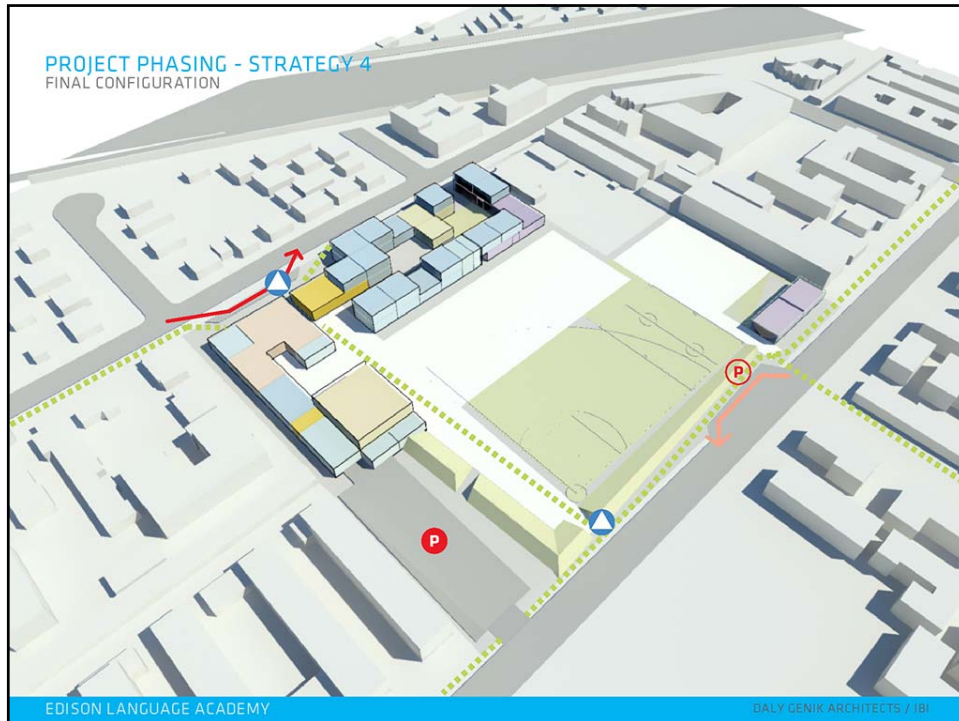 PROJECT PHASING - STRATEGY 4
FINAL CONFIGURATION
P
P
EDISON LANGUAGE ACADEMY
DALY GENIK ARCHITECTS / IBI